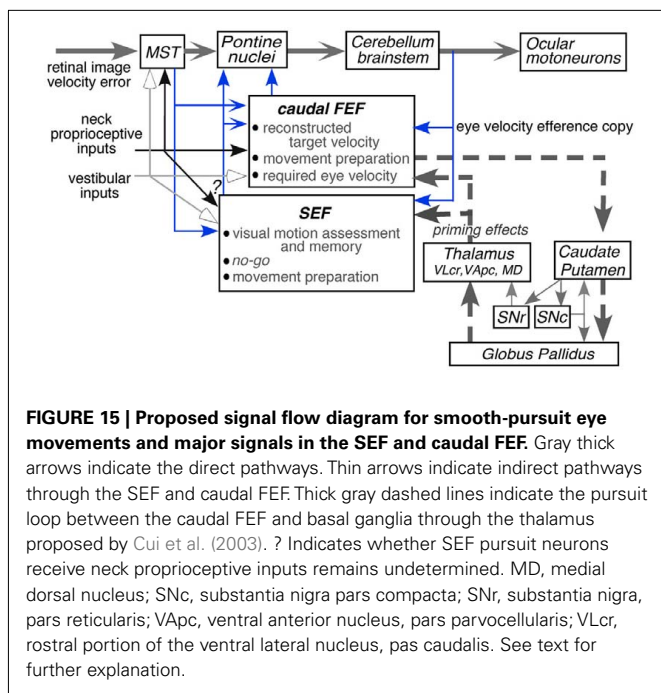 MST
Pontine
nuclei
Cerebellum
brainstem
Ocular
motoneurons
retinal image
velocity error
neck
proprioceptive
inputs
vestibular
inputs
caudal FEF
• reconstructed
target velocity
• movement preparation
• required eye velocity
eye velocity efference copy
?
SEF
• visual motion assessment
and memory
• no-go
• movement preparation
priming effects
Thalamus
VLcr, VApc, MD
Caudate
Putamen
SNr
SNc
Globus Pallidus
FIGURE 15 | Proposed signal flow diagram for smooth-pursuit eye
movements and major signals in the SEF and caudal FEF. Gray thick
arrows indicate the direct pathways. Thin arrows indicate indirect pathways
through the SEF and caudal FEF. Thick gray dashed lines indicate the pursuit
loop between the caudal FEF and basal ganglia through the thalamus
proposed by Cui et al. (2003). ? Indicates whether SEF pursuit neurons
receive neck proprioceptive inputs remains undetermined. MD, medial
dorsal nucleus; SNc, substantia nigra pars compacta; SNr, substantia nigra,
pars reticularis; VApc, ventral anterior nucleus, pars parvocellularis; VLcr,
rostral portion of the ventral lateral nucleus, pas caudalis. See text for
further explanation.